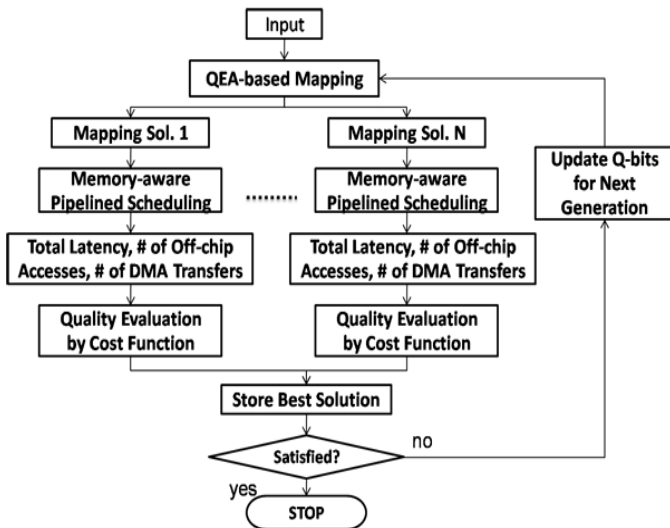 Input
QEA-based Mapping
Mapping Sol. 1
Mapping Sol. N
Memory-aware
Pipelined Scheduling
Memory-aware
Pipelined Scheduling
Update Q-bits
for Next
Generation
Total Latency, # of Off-chip
Accesses, # of DMA Transfers
Total Latency, # of Off-chip
Accesses, # of DMA Transfers
Quality Evaluation
by Cost Function
Quality Evaluation
by Cost Function
Store Best Solution
Satisfied?
no
yes
STOP